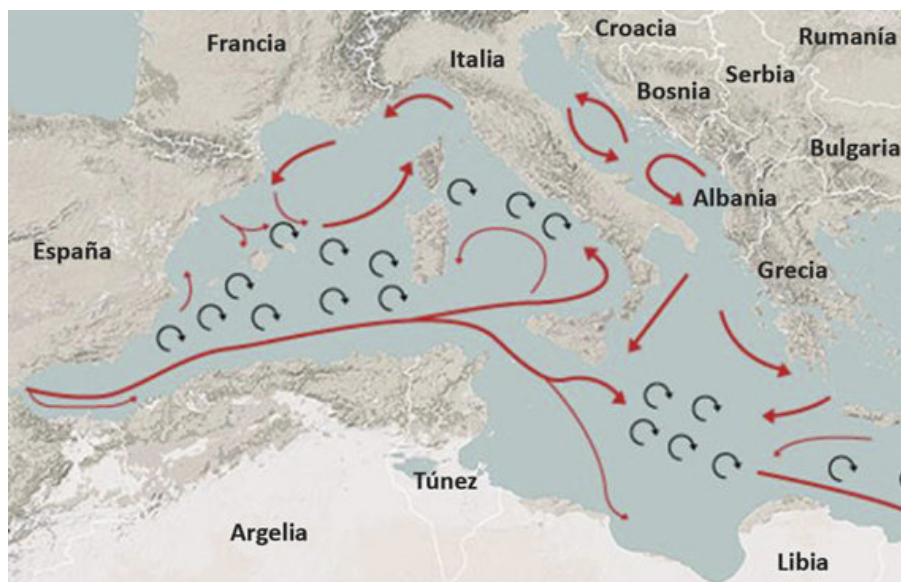 Croacia
Rumanía
Francia
Italia
Serbia
Bosnia
Bulgaria
Albania
España
Grecia
Túnez
Argelia
Libia